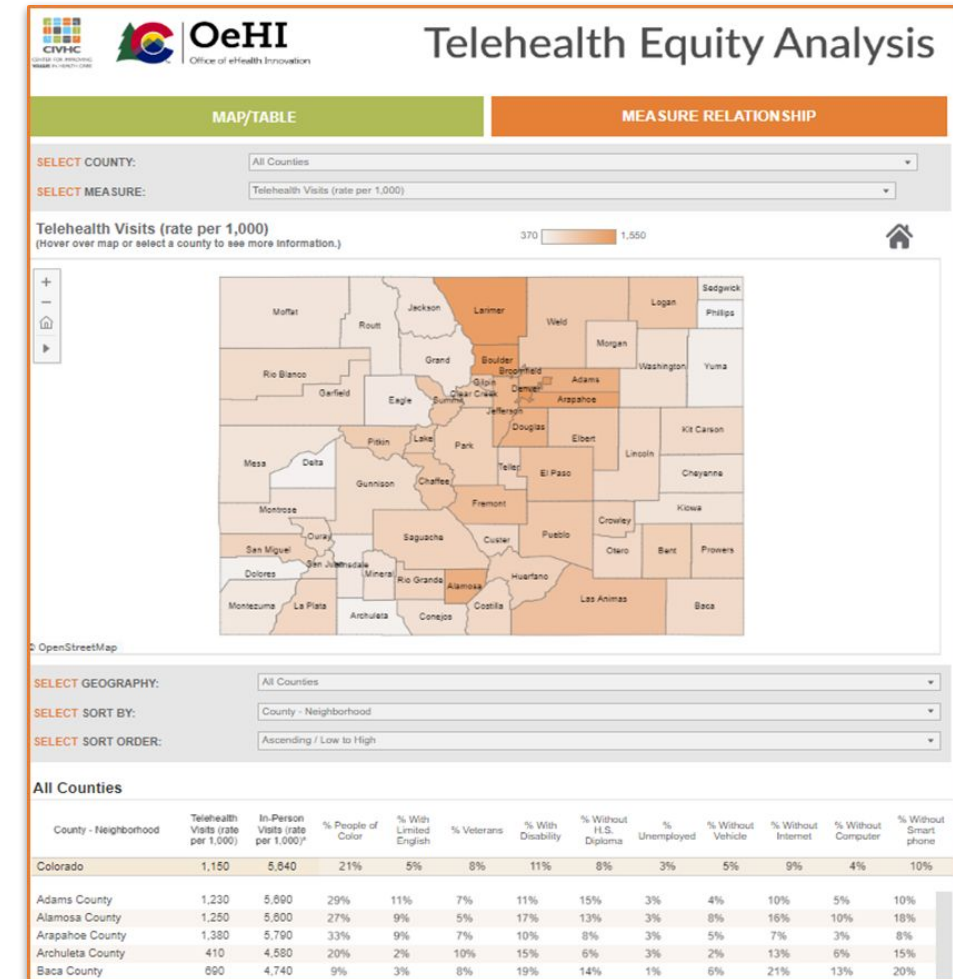 CIVHC
CENTER FOR IMPROVING
VALUE IN HEALTH CARE
OeHI
Office of eHealth Innovation
Telehealth Equity Analysis
MAP/TABLE
MEASURE RELATIONSHIP
SELECT COUNTY:
All Counties
SELECT MEASURE:
Telehealth Visits (rate per 1,000)
Telehealth Visits (rate per 1,000)
(Hover over map or select a county to see more information.)
370
1,550
Sedgwick
Moffat
Jackson
Larimer
Logan
Phillips
Routt
Weld
Morgan
Grand
Boulder
Washington
Yuma
Broomfield
Rio Blanco
Gilpin
Denver
Adams
Garfield
Eagle
Summit
Clear Creek
Arapahoe
Jefferson
Douglas
Elbert
Kit Carson
Pitkin
Lake
Park
Lincoln
Mesa
Delta
Teller
El Paso
Cheyenne
Gunnison
Chaffee
Fremont
Montrose
Kiowa
Ouray
Saguache
Custer
Pueblo
Crowley
San Miguel
Otero
Bent
Prowers
Dolores
San Juan
Mineral
Rio Grande
Alamosa
Huerfano
Las Animas
Montezuma
La Plata
Archuleta
Conejos
Costilla
Baca
© OpenStreetMap
SELECT GEOGRAPHY:
All Counties
SELECT SORT BY:
County - Neighborhood
SELECT SORT ORDER:
Ascending / Low to High
All Counties
County - Neighborhood
Telehealth Visits (rate per 1,000)
In-Person Visits (rate per 1,000)*
% People of Color
% With Limited English
% Veterans
% With Disability
% Without H.S. Diploma
% Unemployed
% Without Vehicle
% Without Internet
% Without Computer
% Without Smart phone
Colorado 1,150 5,640 21% 5% 8% 11% 8% 3% 5% 9% 4% 10%
Adams County 1,230 5,690 29% 11% 7% 11% 15% 3% 4% 10% 5% 10%
Alamosa County 1,250 5,600 27% 9% 5% 17% 13% 3% 8% 16% 10% 18%
Arapahoe County 1,380 5,790 33% 9% 7% 10% 8% 3% 5% 7% 3% 8%
Archuleta County 410 4,580 20% 2% 10% 15% 6% 3% 2% 13% 6% 15%
Baca County 690 4,740 9% 3% 8% 19% 14% 1% 6% 21% 13% 20%